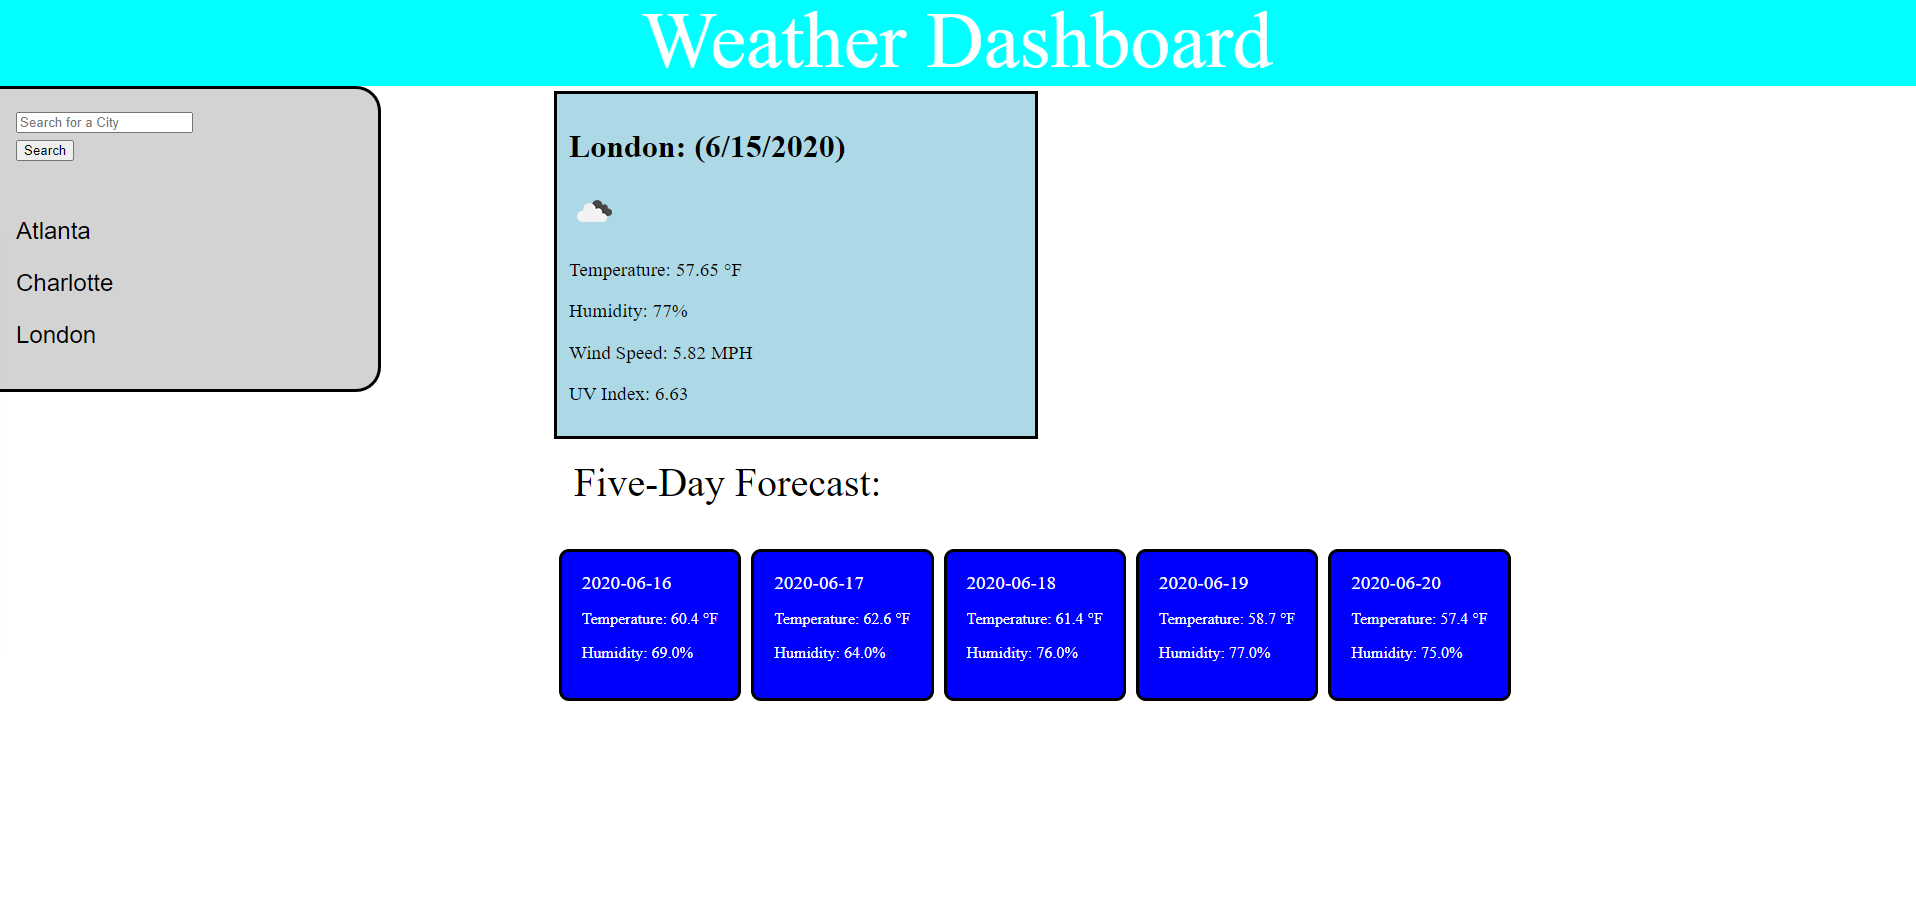 Weather Dashboard
Search for a City
Search
Atlanta
Charlotte
London
London: (6/15/2020)
Temperature: 57.65 °F
Humidity: 77%
Wind Speed: 5.82 MPH
UV Index: 6.63
Five-Day Forecast:
2020-06-16
Temperature: 60.4 °F
Humidity: 69.0%
2020-06-17
Temperature: 62.6 °F
Humidity: 64.0%
2020-06-18
Temperature: 61.4 °F
Humidity: 76.0%
2020-06-19
Temperature: 58.7 °F
Humidity: 77.0%
2020-06-20
Temperature: 57.4 °F
Humidity: 75.0%